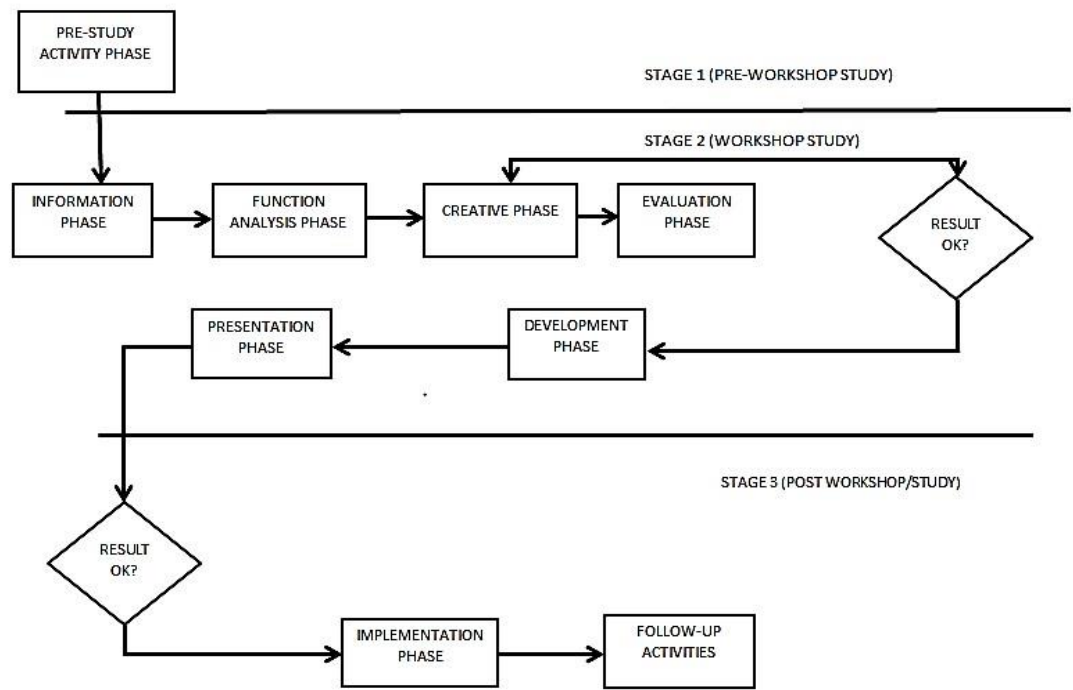 PRE-STUDY
ACTIVITY PHASE
STAGE 1 (PRE-WORKSHOP STUDY)
STAGE 2 (WORKSHOP STUDY)
INFORMATION
PHASE
FUNCTION
ANALYSIS PHASE
CREATIVE PHASE
EVALUATION
PHASE
RESULT
OK?
PRESENTATION
PHASE
DEVELOPMENT
PHASE
STAGE 3 (POST WORKSHOP/STUDY)
RESULT
OK?
IMPLEMENTATION
PHASE
FOLLOW-UP
ACTIVITIES